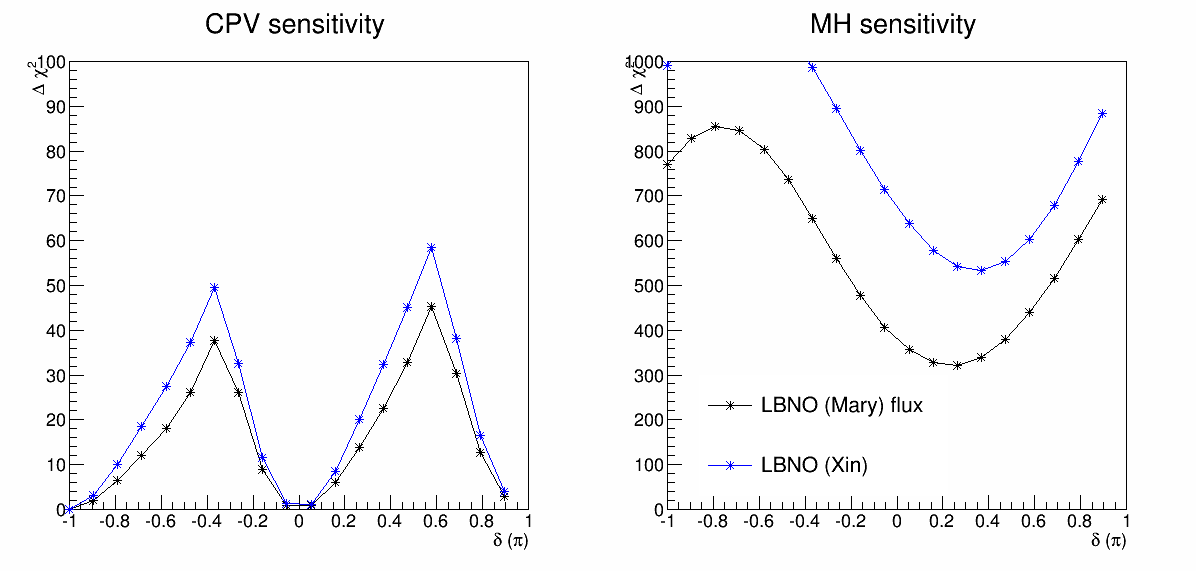 CPV sensitivity
MH sensitivity
Δ χ²
100
90
80
70
60
50
40
30
20
10
0
-1 -0.8 -0.6 -0.4 -0.2 0 0.2 0.4 0.6 0.8 1
δ (π)
Δ χ²
1000
900
800
700
600
500
400
300
200
100
0
LBNO (Mary) flux
LBNO (Xin)
-1 -0.8 -0.6 -0.4 -0.2 0 0.2 0.4 0.6 0.8 1
δ (π)